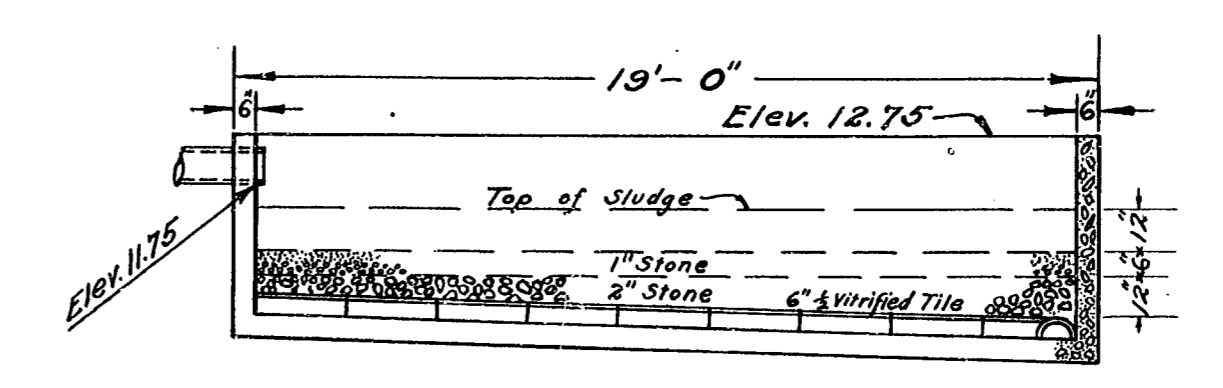 19'-0"
6"
6"
Elev. 12.75
Top of Sludge
Elev. 11.75
1" Stone
2" Stone
6" ½ Vitrified Tile
12"
6"
12"